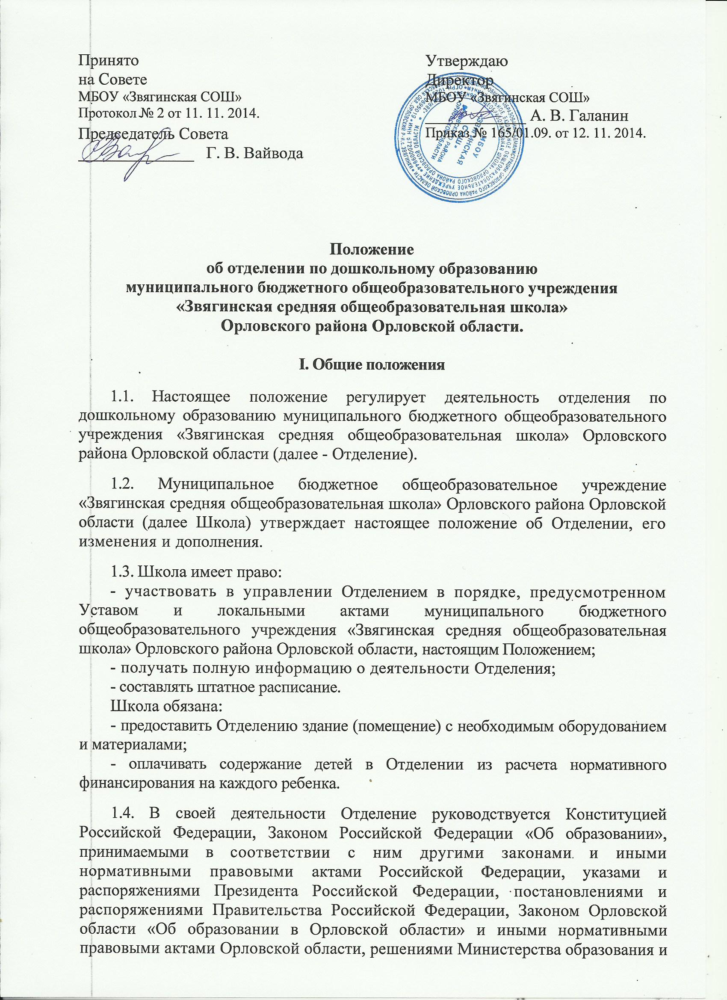 Принято
на Совете
МБОУ «Звягинская СОШ»
Протокол № 2 от 11. 11. 2014.
Председатель Совета
Г. В. Вайвода
Утверждаю
Директор
МБОУ «Звягинская СОШ»
А. В. Галанин
Приказ № 165/01.09. от 12. 11. 2014.
МБОУ
«ЗВЯГИНСКАЯ
СОШ»
ОРЛОВСКОГО РАЙОНА
ОРЛОВСКОЙ ОБЛАСТИ
Положение
об отделении по дошкольному образованию
муниципального бюджетного общеобразовательного учреждения
«Звягинская средняя общеобразовательная школа»
Орловского района Орловской области.
I. Общие положения
1.1. Настоящее положение регулирует деятельность отделения по
дошкольному образованию муниципального бюджетного общеобразовательного
учреждения «Звягинская средняя общеобразовательная школа» Орловского
района Орловской области (далее - Отделение).
1.2. Муниципальное бюджетное общеобразовательное учреждение
«Звягинская средняя общеобразовательная школа» Орловского района Орловской
области (далее Школа) утверждает настоящее положение об Отделении, его
изменения и дополнения.
1.3. Школа имеет право:
- участвовать в управлении Отделением в порядке, предусмотренном
Уставом и локальными актами муниципального бюджетного
общеобразовательного учреждения «Звягинская средняя общеобразовательная
школа» Орловского района Орловской области, настоящим Положением;
- получать полную информацию о деятельности Отделения;
- составлять штатное расписание.
Школа обязана:
- предоставить Отделению здание (помещение) с необходимым оборудованием
и материалами;
- оплачивать содержание детей в Отделении из расчета нормативного
финансирования на каждого ребенка.
1.4. В своей деятельности Отделение руководствуется Конституцией
Российской Федерации, Законом Российской Федерации «Об образовании»,
принимаемыми в соответствии с ним другими законами и иными
нормативными правовыми актами Российской Федерации, указами и
распоряжениями Президента Российской Федерации, постановлениями и
распоряжениями Правительства Российской Федерации, Законом Орловской
области «Об образовании в Орловской области» и иными нормативными
правовыми актами Орловской области, решениями Министерства образования и